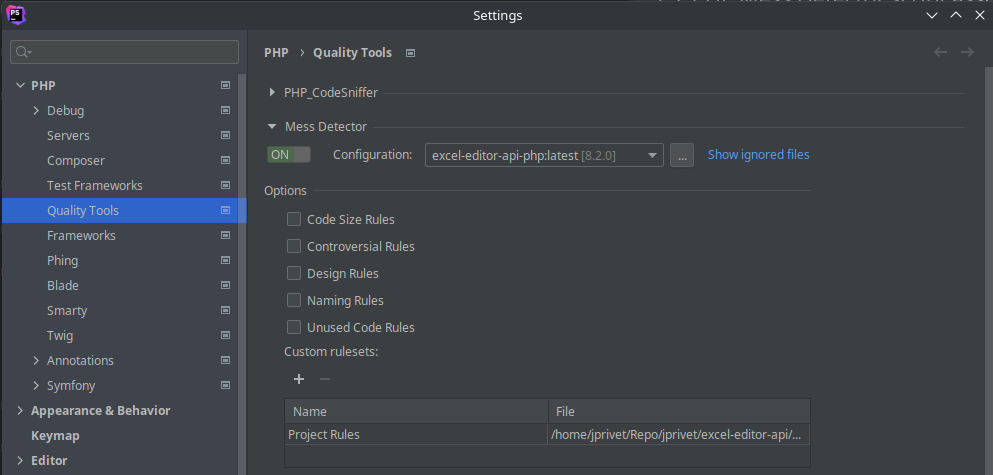 PS
Settings
PHP
Debug
Servers
Composer
Test Frameworks
Quality Tools
Frameworks
Phing
Blade
Smarty
Twig
Annotations
Symfony
Appearance & Behavior
Keymap
Editor
PHP › Quality Tools
PHP_CodeSniffer
Mess Detector
ON Configuration: excel-editor-api-php:latest [8.2.0] ... Show ignored files
Options
Code Size Rules
Controversial Rules
Design Rules
Naming Rules
Unused Code Rules
Custom rulesets:
+ −
Name File
Project Rules /home/jprivet/Repo/jprivet/excel-editor-api/...